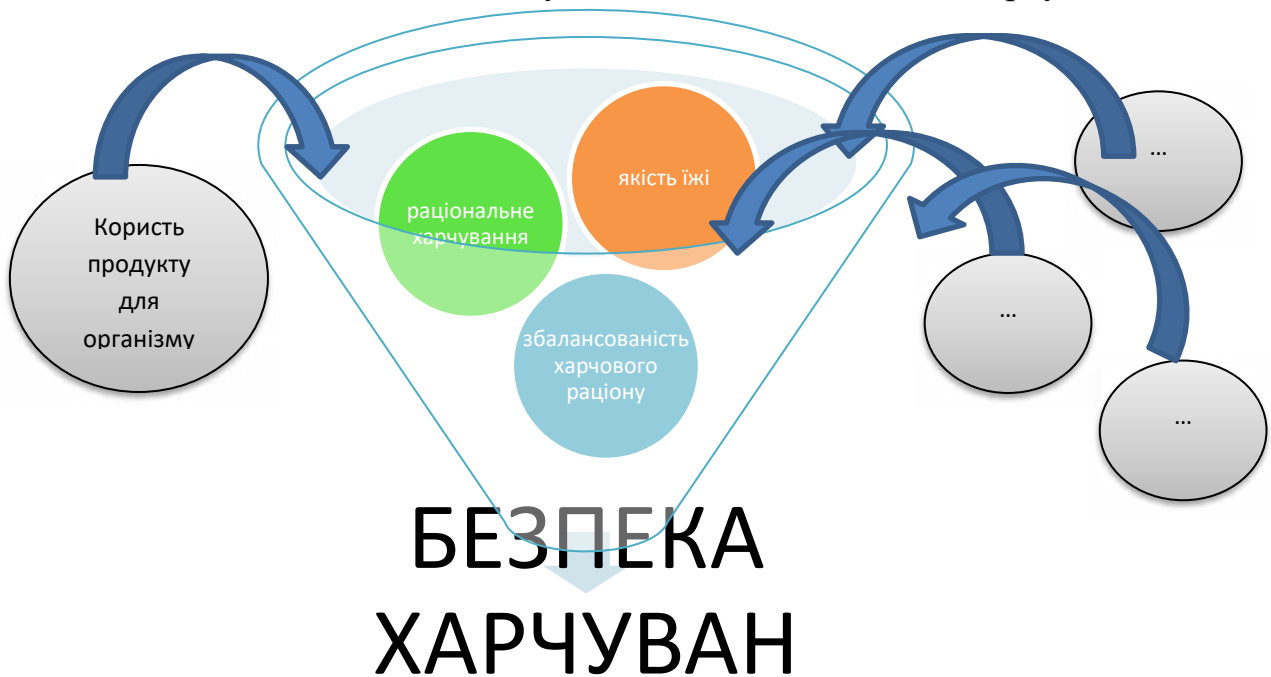 Користь
продукту
для
організму
раціональне
харчування
якість їжі
збалансованість
харчового
раціону
...
...
...
БЕЗПЕКА
ХАРЧУВАН